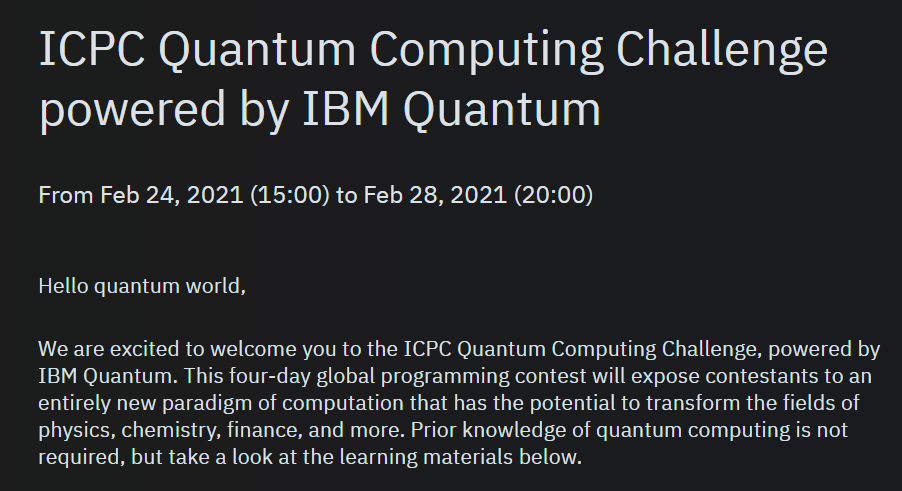 ICPC Quantum Computing Challenge
powered by IBM Quantum
From Feb 24, 2021 (15:00) to Feb 28, 2021 (20:00)
Hello quantum world,
We are excited to welcome you to the ICPC Quantum Computing Challenge, powered by
IBM Quantum. This four-day global programming contest will expose contestants to an
entirely new paradigm of computation that has the potential to transform the fields of
physics, chemistry, finance, and more. Prior knowledge of quantum computing is not
required, but take a look at the learning materials below.